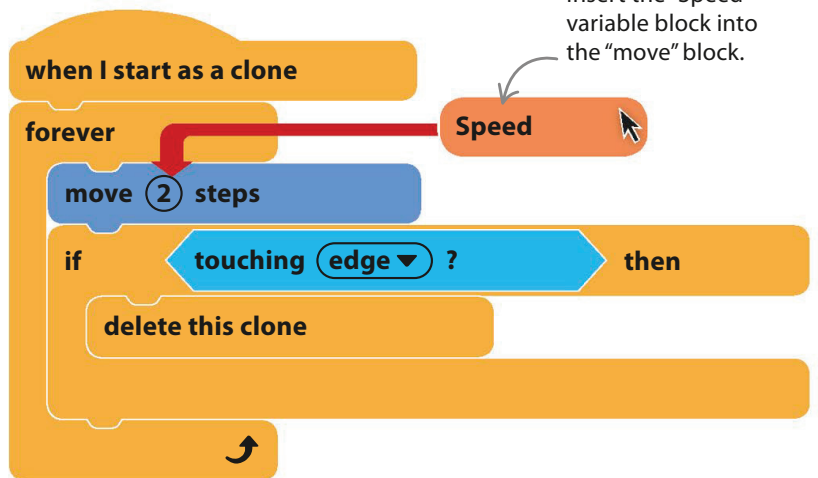 variable block into
the “move” block.
when I start as a clone
forever
Speed
move 2 steps
if touching edge ? then
delete this clone